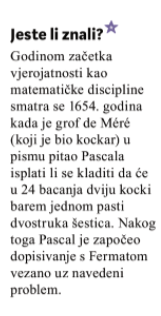 Jeste li znali?
Godinom začetka
vjerojatnosti kao
matematičke discipline
smatra se 1654. godina
kada je grof de Méré
(koji je bio kockar) u
pismu pitao Pascala
isplati li se kladiti da će
u 24 bacanja dviju kocki
barem jednom pasti
dvostruka šestica. Nakog
toga Pascal je započeo
dopisivanje s Fermatom
vezano uz navedeni
problem.